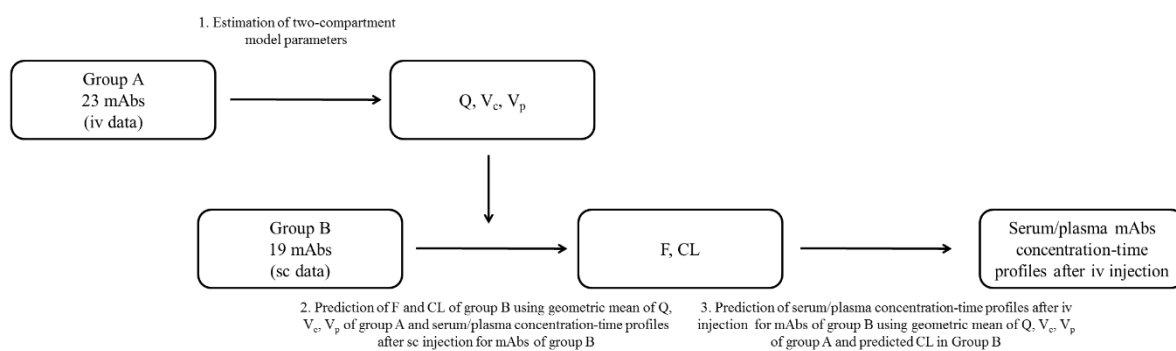 1. Estimation of two-compartment
model parameters
Group A
23 mAbs
(iv data)
Q, Vc, Vp
Group B
19 mAbs
(sc data)
F, CL
Serum/plasma mAbs
concentration-time
profiles after iv injection
2. Prediction of F and CL of group B using geometric mean of Q,
Vc, Vp of group A and serum/plasma concentration-time profiles
after sc injection for mAbs of group B
3. Prediction of serum/plasma concentration-time profiles after iv
injection for mAbs of group B using geometric mean of Q, Vc, Vp
of group A and predicted CL in Group B